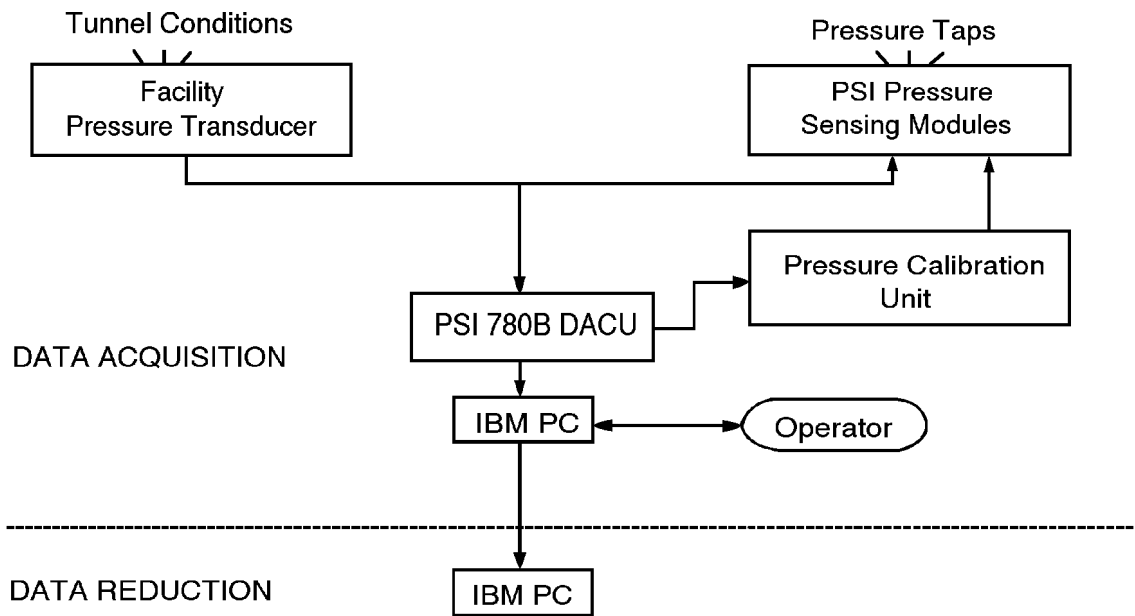 Tunnel Conditions
Facility
Pressure Transducer
Pressure Taps
PSI Pressure
Sensing Modules
Pressure Calibration
Unit
PSI 780B DACU
DATA ACQUISITION
IBM PC
Operator
DATA REDUCTION
IBM PC